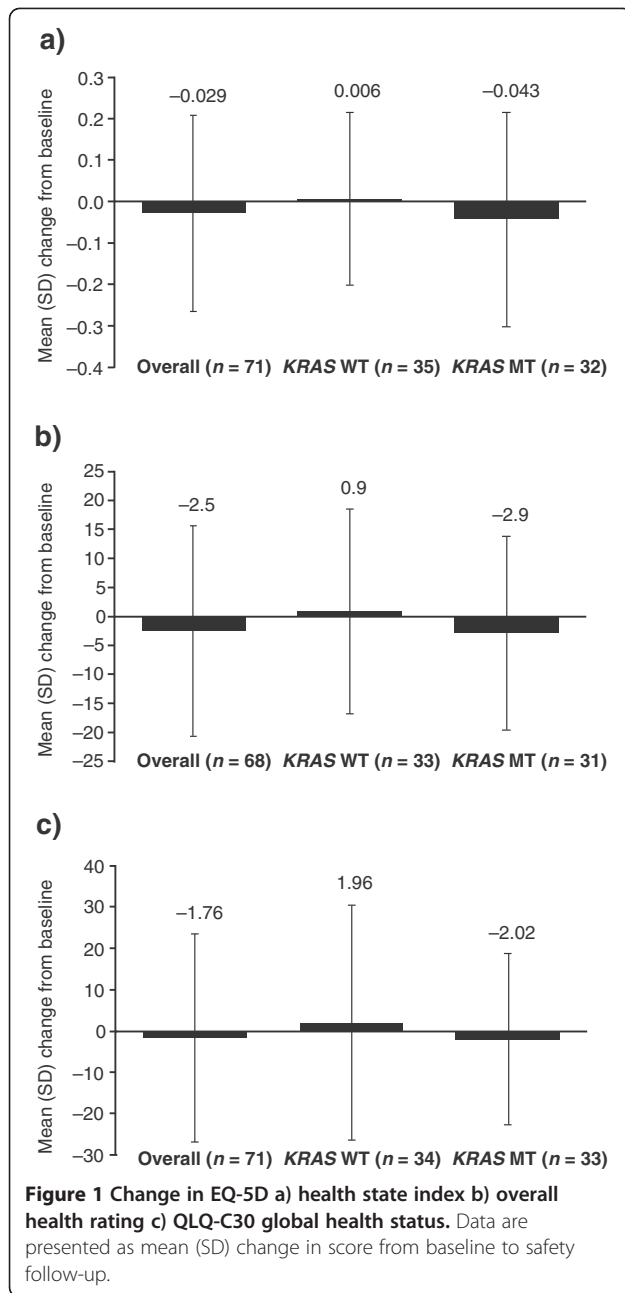 a)
Mean (SD) change from baseline
0.3
0.2
0.1
0.0
−0.1
−0.2
−0.3
−0.4
−0.029 0.006 −0.043
Overall (n = 71) KRAS WT (n = 35) KRAS MT (n = 32)
b)
Mean (SD) change from baseline
25
20
15
10
5
0
−5
−10
−15
−20
−25
−2.5 0.9 −2.9
Overall (n = 68) KRAS WT (n = 33) KRAS MT (n = 31)
c)
Mean (SD) change from baseline
40
30
20
10
0
−10
−20
−30
−1.76 1.96 −2.02
Overall (n = 71) KRAS WT (n = 34) KRAS MT (n = 33)
Figure 1 Change in EQ-5D a) health state index b) overall
health rating c) QLQ-C30 global health status. Data are
presented as mean (SD) change in score from baseline to safety
follow-up.